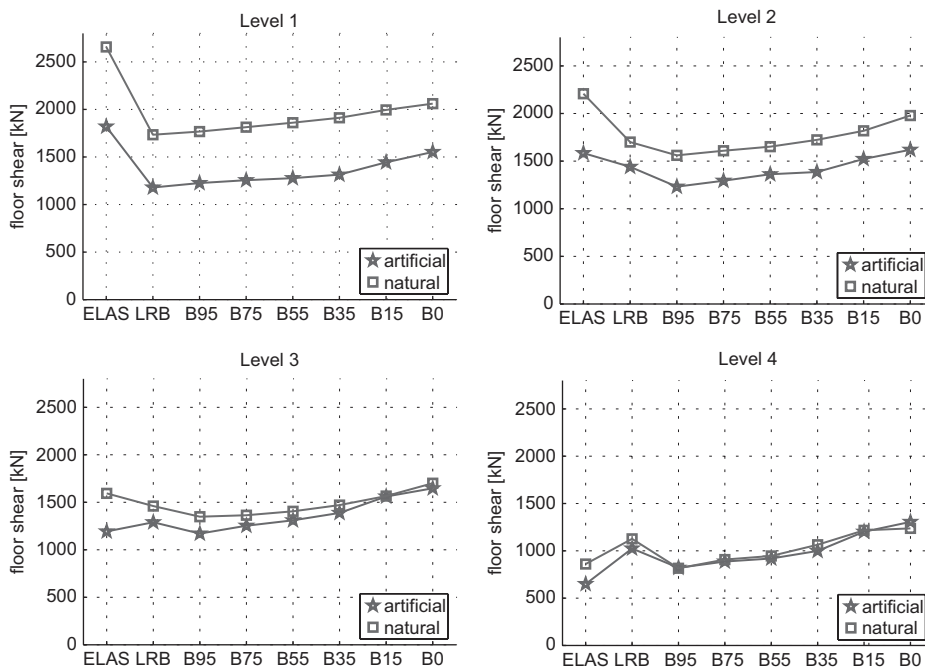 Level 1
floor shear [kN]
2500
2000
1500
1000
500
0
artificial
natural
ELAS LRB B95 B75 B55 B35 B15 B0
Level 2
floor shear [kN]
2500
2000
1500
1000
500
0
artificial
natural
ELAS LRB B95 B75 B55 B35 B15 B0
Level 3
floor shear [kN]
2500
2000
1500
1000
500
0
artificial
natural
ELAS LRB B95 B75 B55 B35 B15 B0
Level 4
floor shear [kN]
2500
2000
1500
1000
500
0
artificial
natural
ELAS LRB B95 B75 B55 B35 B15 B0